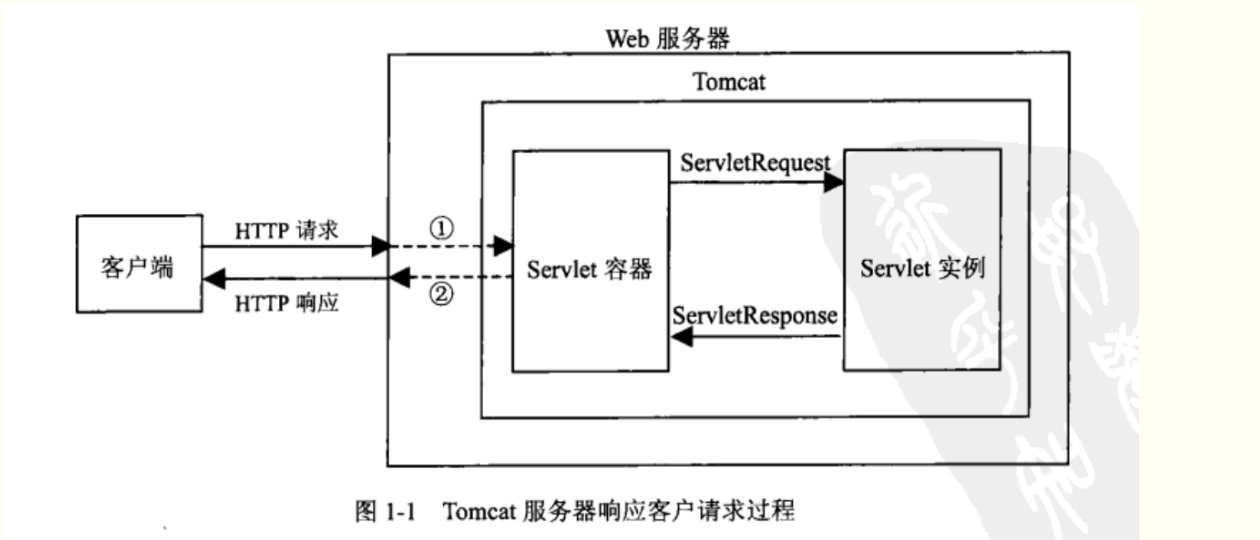 Web 服务器
Tomcat
ServletRequest
HTTP 请求
①
客户端
Servlet 容器
Servlet 实例
HTTP 响应
②
ServletResponse
图 1-1 Tomcat 服务器响应客户请求过程